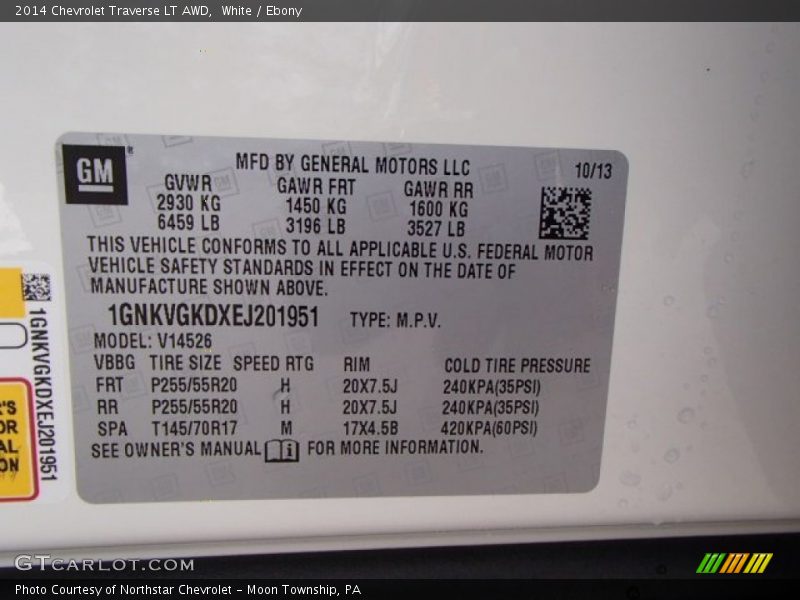 2014 Chevrolet Traverse LT AWD, White / Ebony
GM
MFD BY GENERAL MOTORS LLC 10/13
GVWR GAWR FRT GAWR RR
2930 KG 1450 KG 1600 KG
6459 LB 3196 LB 3527 LB
THIS VEHICLE CONFORMS TO ALL APPLICABLE U.S. FEDERAL MOTOR
VEHICLE SAFETY STANDARDS IN EFFECT ON THE DATE OF
MANUFACTURE SHOWN ABOVE.
1GNKVGKDXEJ201951 TYPE: M.P.V.
MODEL: V14526
VBBG TIRE SIZE SPEED RTG RIM COLD TIRE PRESSURE
FRT P255/55R20 H 20X7.5J 240KPA(35PSI)
RR P255/55R20 H 20X7.5J 240KPA(35PSI)
SPA T145/70R17 M 17X4.5B 420KPA(60PSI)
SEE OWNER'S MANUAL i FOR MORE INFORMATION.
1GNKVGKDXEJ201951
GTCARLOT.COM
Photo Courtesy of Northstar Chevrolet - Moon Township, PA